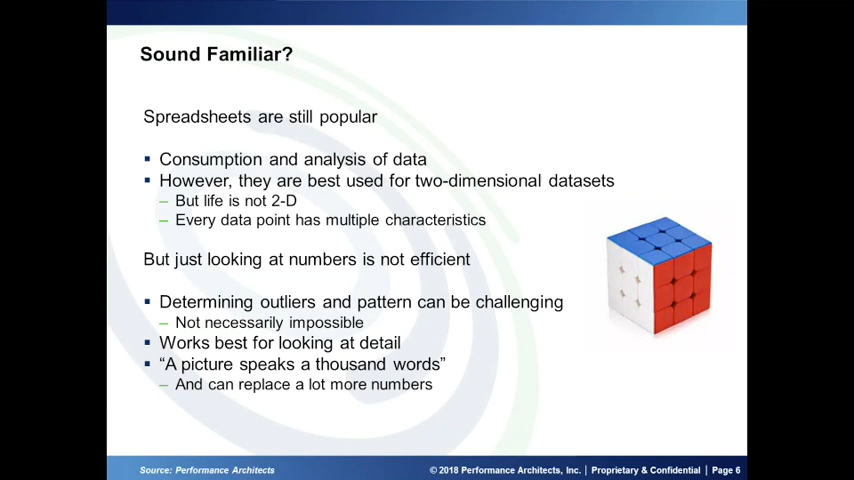 Sound Familiar?
Spreadsheets are still popular
▪ Consumption and analysis of data
▪ However, they are best used for two-dimensional datasets
– But life is not 2-D
– Every data point has multiple characteristics
But just looking at numbers is not efficient
▪ Determining outliers and pattern can be challenging
– Not necessarily impossible
▪ Works best for looking at detail
▪ “A picture speaks a thousand words”
– And can replace a lot more numbers
Source: Performance Architects
© 2018 Performance Architects, Inc. | Proprietary & Confidential | Page 6